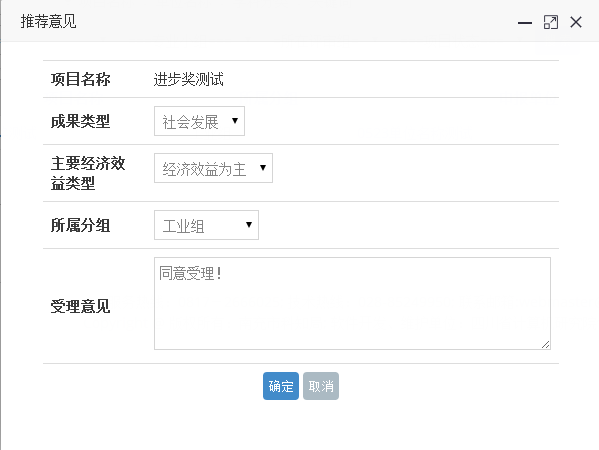 推荐意见
项目名称 进步奖测试
成果类型 社会发展
主要经济效
益类型 经济效益为主
所属分组 工业组
受理意见 同意受理！
确定 取消